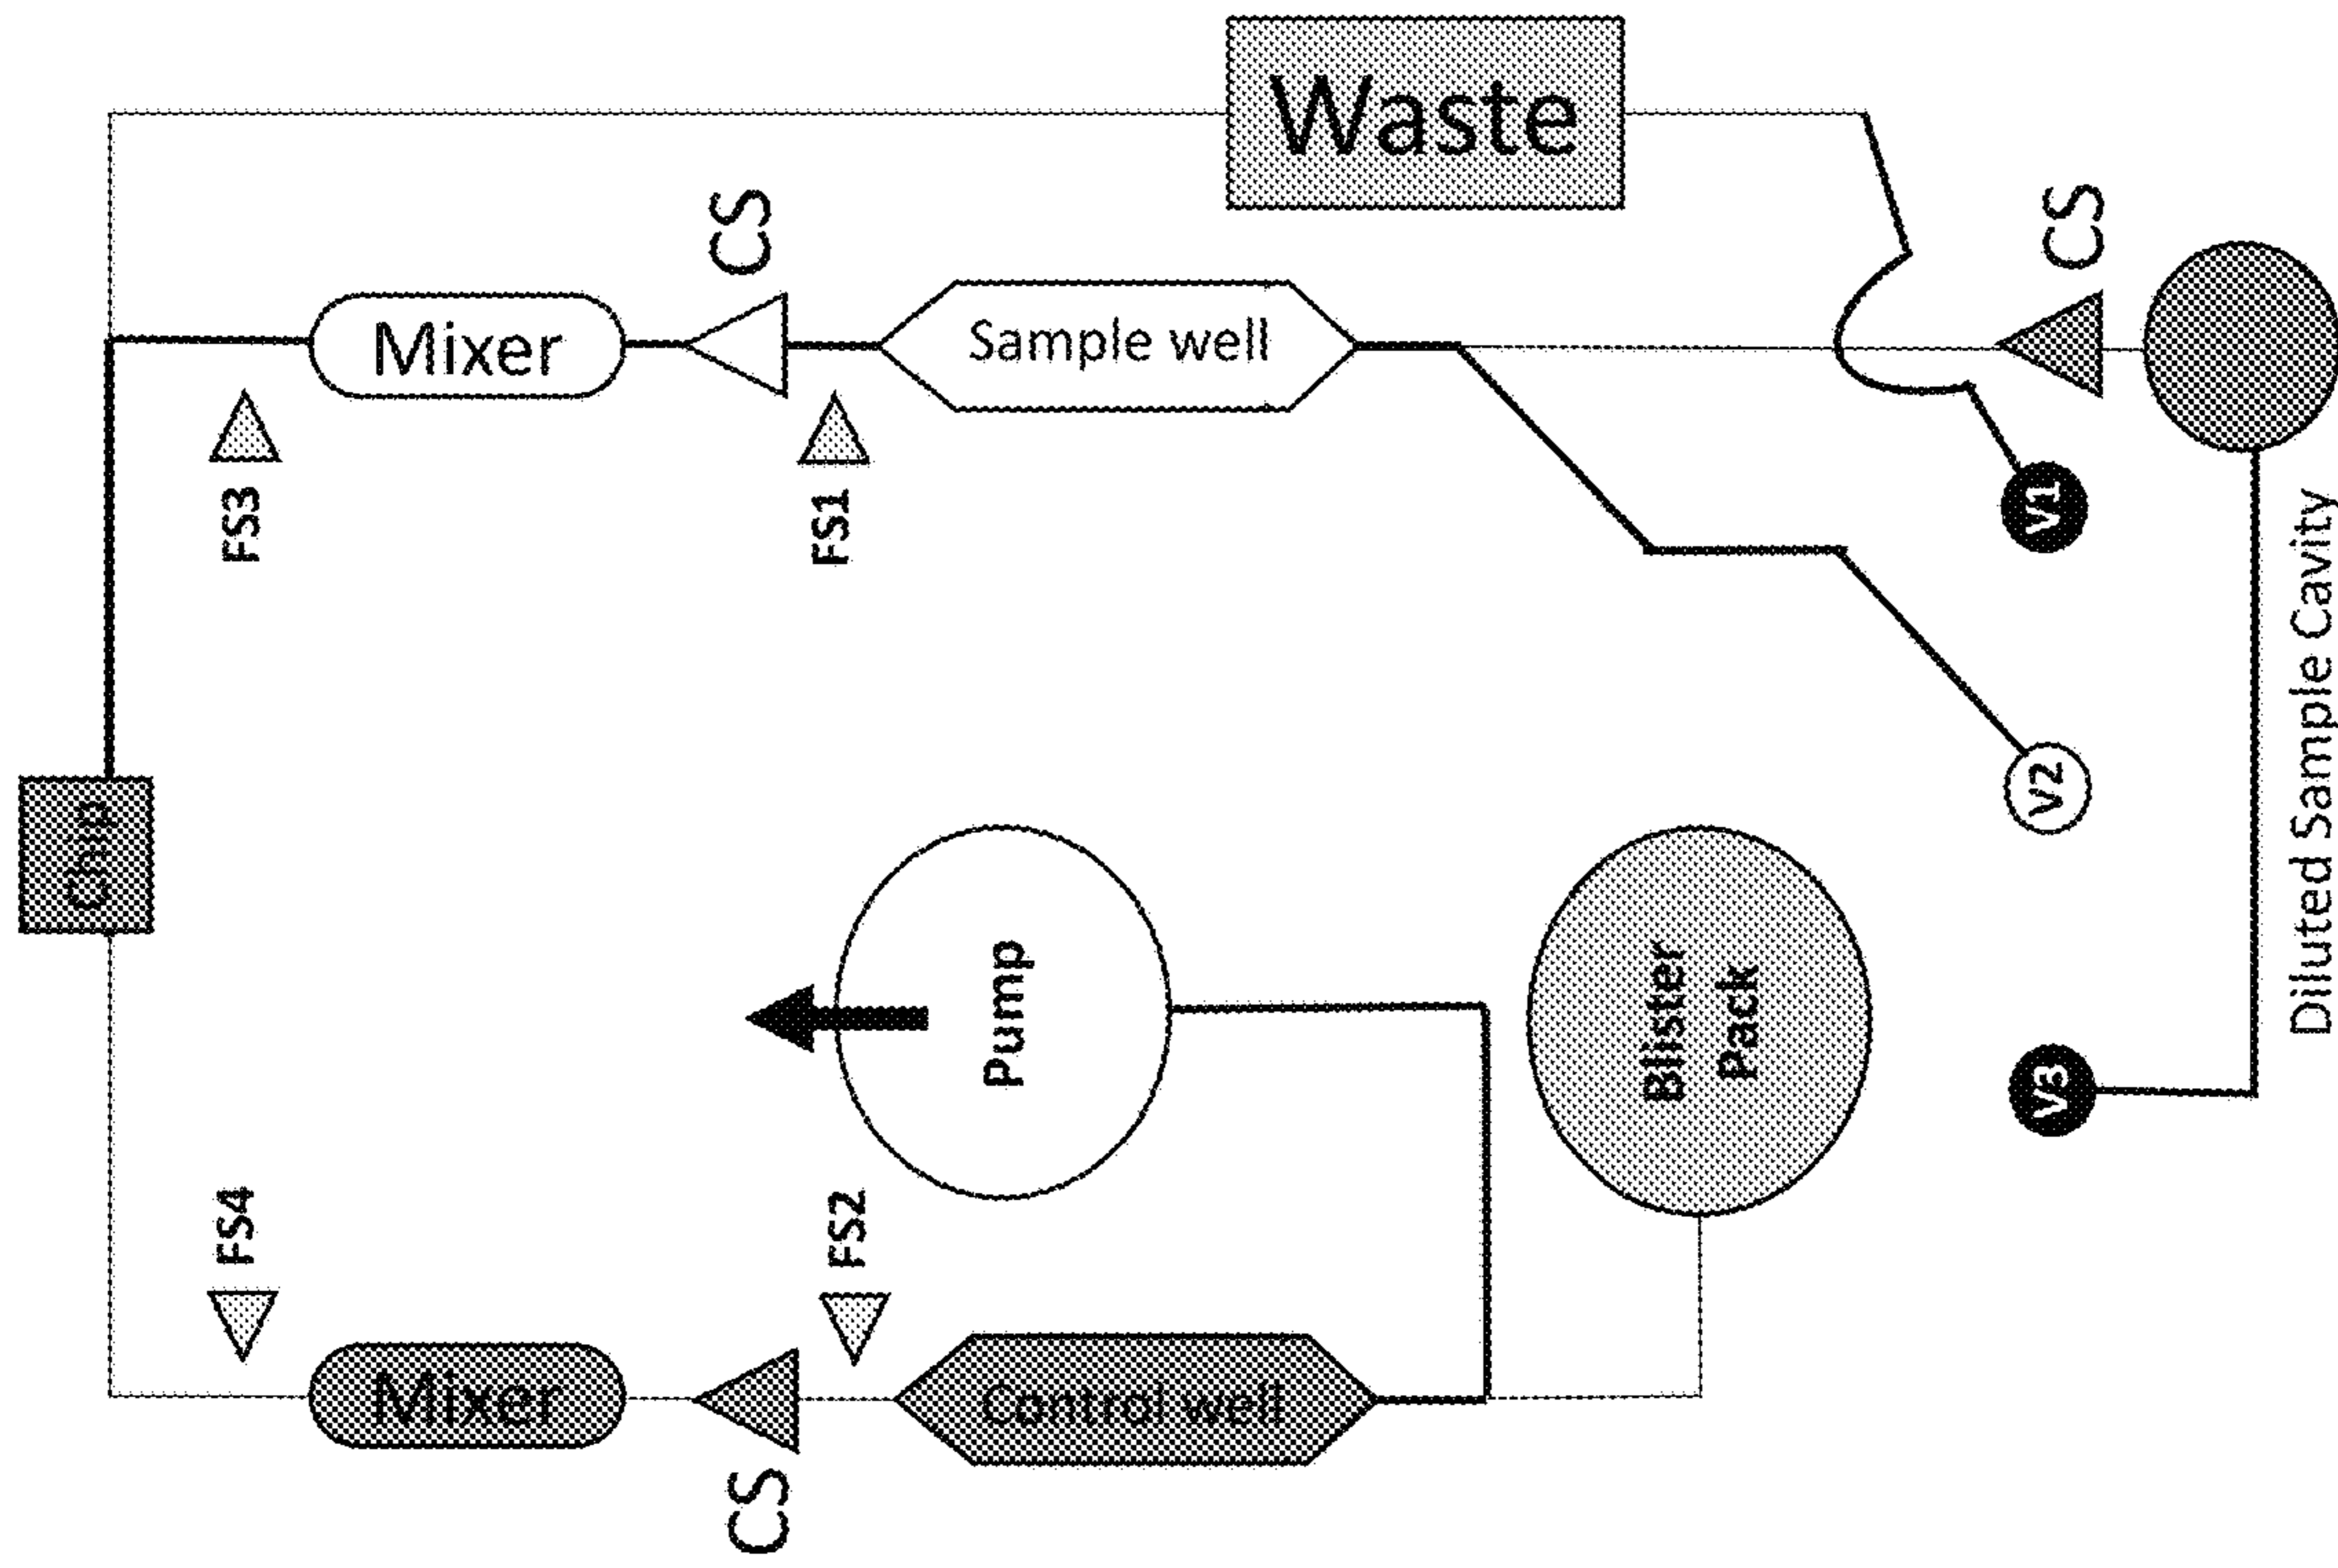 Waste
CS
CS
Mixer
Sample well
FS3
FS1
V1
Chip
V2
Pump
Blister
Pack
V3
Diluted Sample Cavity
FS4
FS2
Mixer
Control well
CS